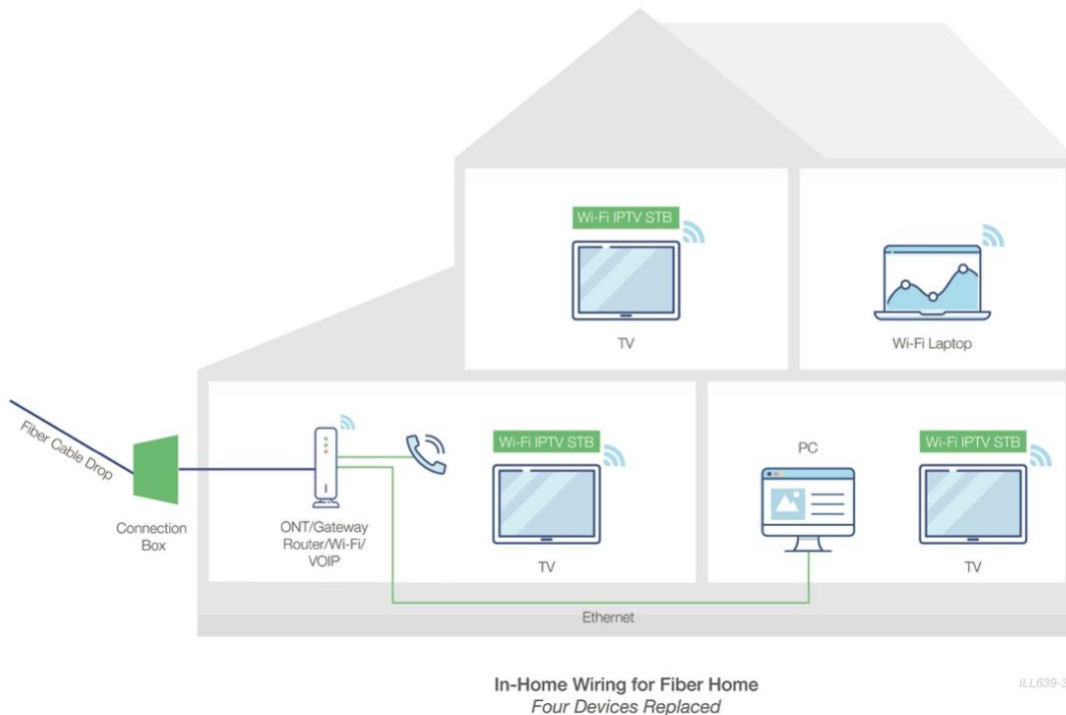 Wi-Fi IPTV STB
TV
Wi-Fi Laptop
Fiber Cable Drop
Connection
Box
ONT/Gateway
Router/Wi-Fi/
VOIP
Wi-Fi IPTV STB
TV
PC
Wi-Fi IPTV STB
TV
Ethernet
In-Home Wiring for Fiber Home
Four Devices Replaced
ILL639-3